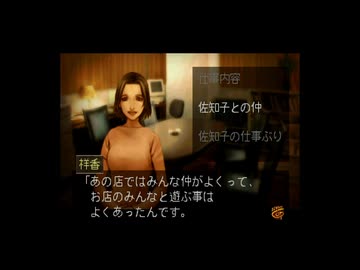 仕事内容
佐知子との仲
佐知子の仕事ぶり
祥香
「あの店ではみんな仲がよくって、
お店のみんなと遊ぶ事は
よくあったんです。